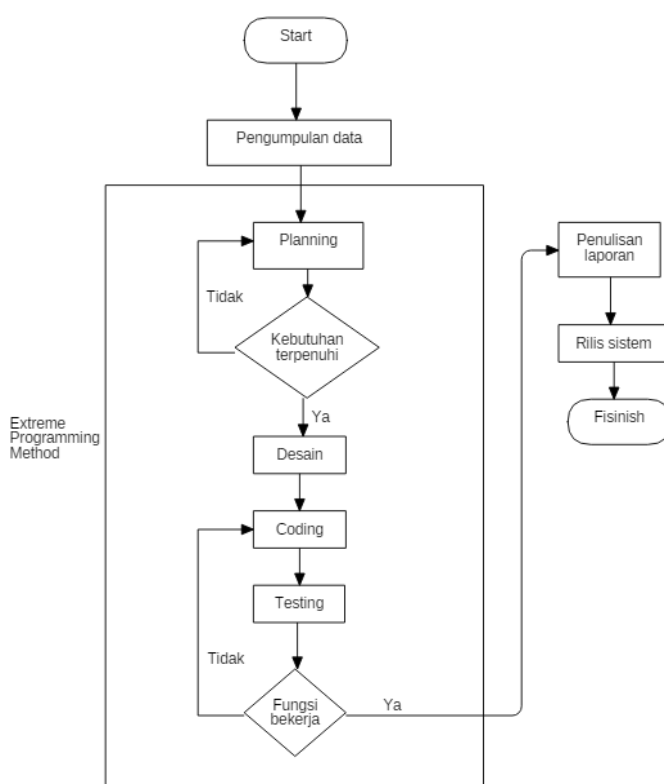 Start
Pengumpulan data
Planning
Tidak
Kebutuhan
terpenuhi
Ya
Extreme
Programming
Method
Desain
Coding
Testing
Tidak
Fungsi
bekerja
Ya
Penulisan
laporan
Rilis sistem
Fisinish